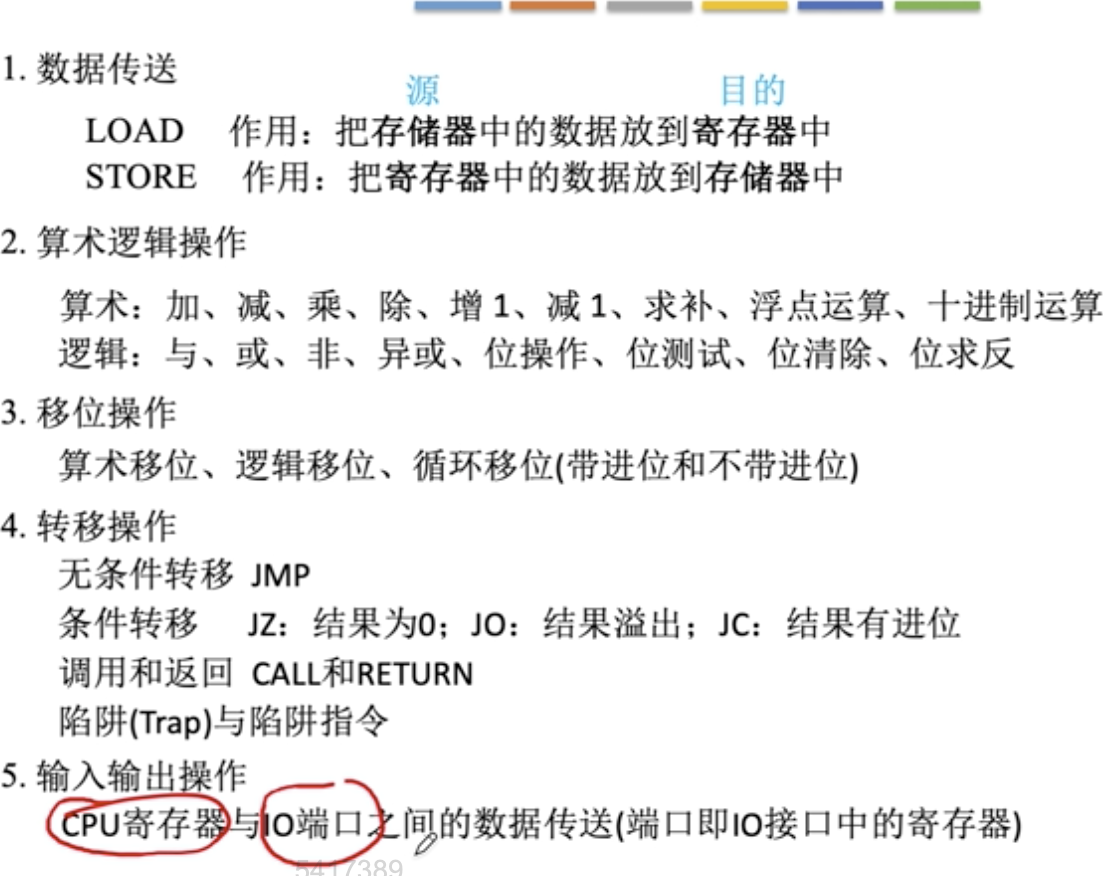 1. 数据传送
源 目的
LOAD 作用：把存储器中的数据放到寄存器中
STORE 作用：把寄存器中的数据放到存储器中
2. 算术逻辑操作
算术：加、减、乘、除、增 1、减 1、求补、浮点运算、十进制运算
逻辑：与、或、非、异或、位操作、位测试、位清除、位求反
3. 移位操作
算术移位、逻辑移位、循环移位(带进位和不带进位)
4. 转移操作
无条件转移 JMP
条件转移 JZ：结果为0；JO：结果溢出；JC：结果有进位
调用和返回 CALL和RETURN
陷阱(Trap)与陷阱指令
5. 输入输出操作
CPU寄存器与IO端口之间的数据传送(端口即IO接口中的寄存器)
5417389